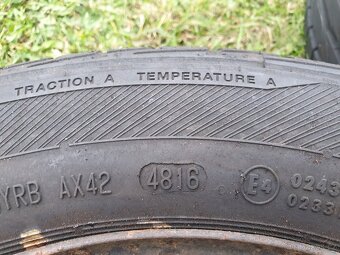 TRACTION A TEMPERATURE A
YRB AX42 4816 E4 0243
0233